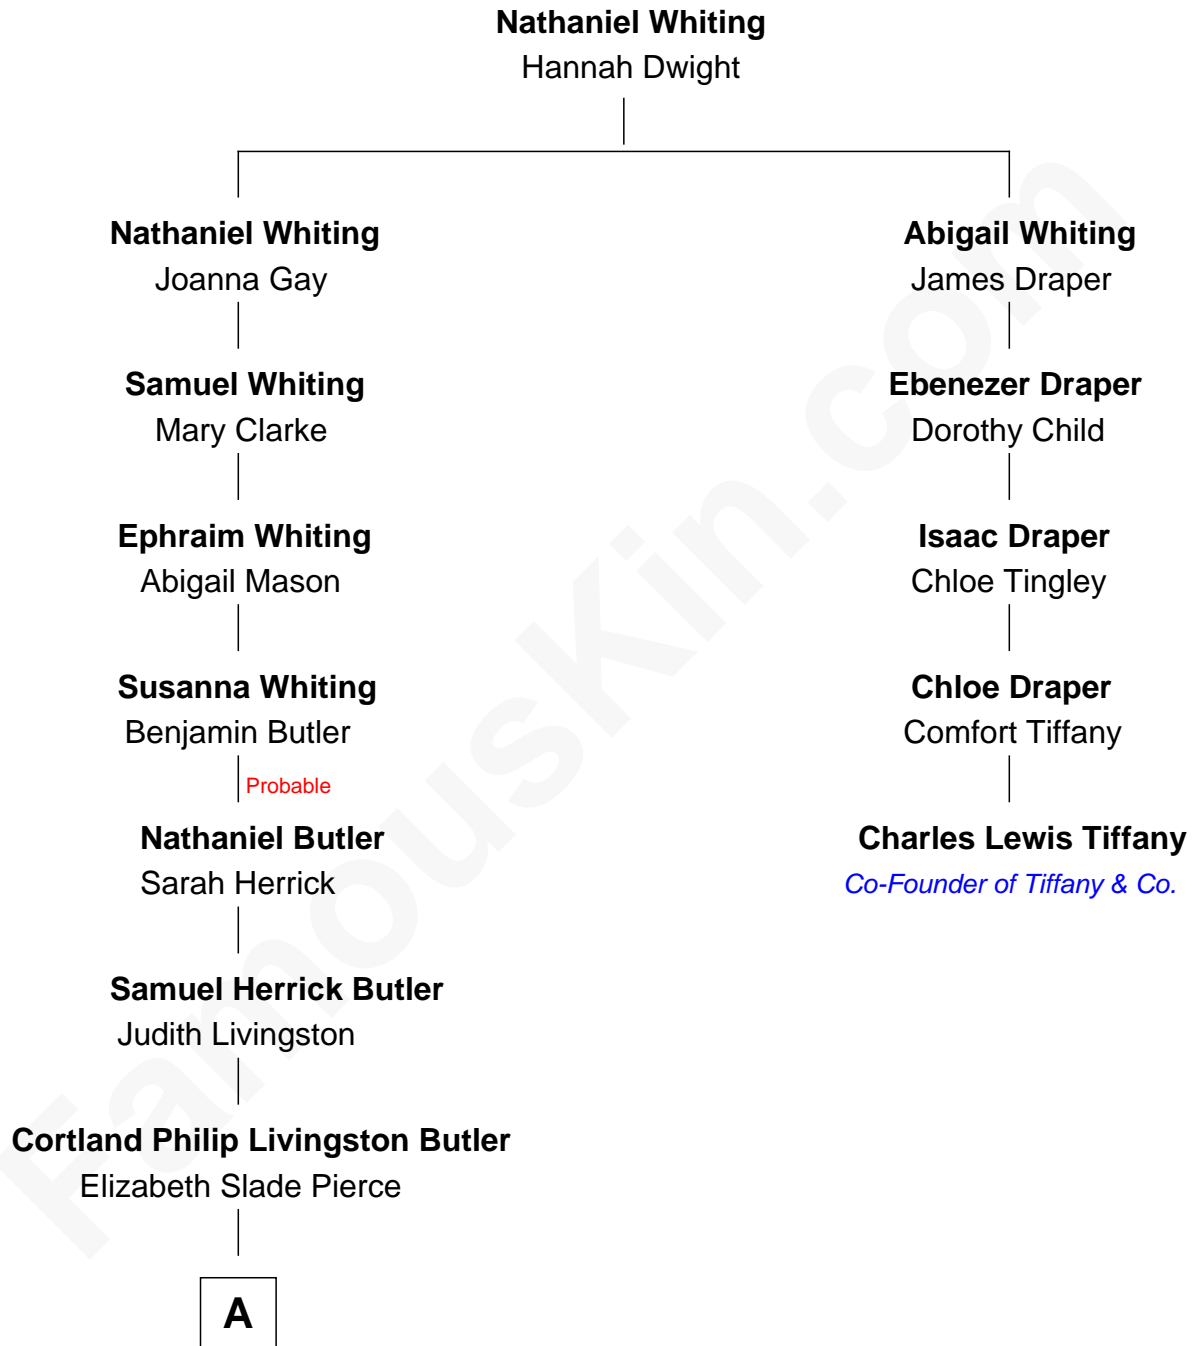 Nathaniel Whiting
Hannah Dwight
Nathaniel Whiting
Joanna Gay
Samuel Whiting
Mary Clarke
Ephraim Whiting
Abigail Mason
Susanna Whiting
Benjamin Butler
Probable
Nathaniel Butler
Sarah Herrick
Samuel Herrick Butler
Judith Livingston
Cortland Philip Livingston Butler
Elizabeth Slade Pierce
A
Abigail Whiting
James Draper
Ebenezer Draper
Dorothy Child
Isaac Draper
Chloe Tingley
Chloe Draper
Comfort Tiffany
Charles Lewis Tiffany
Co-Founder of Tiffany & Co.
FamousKin.com